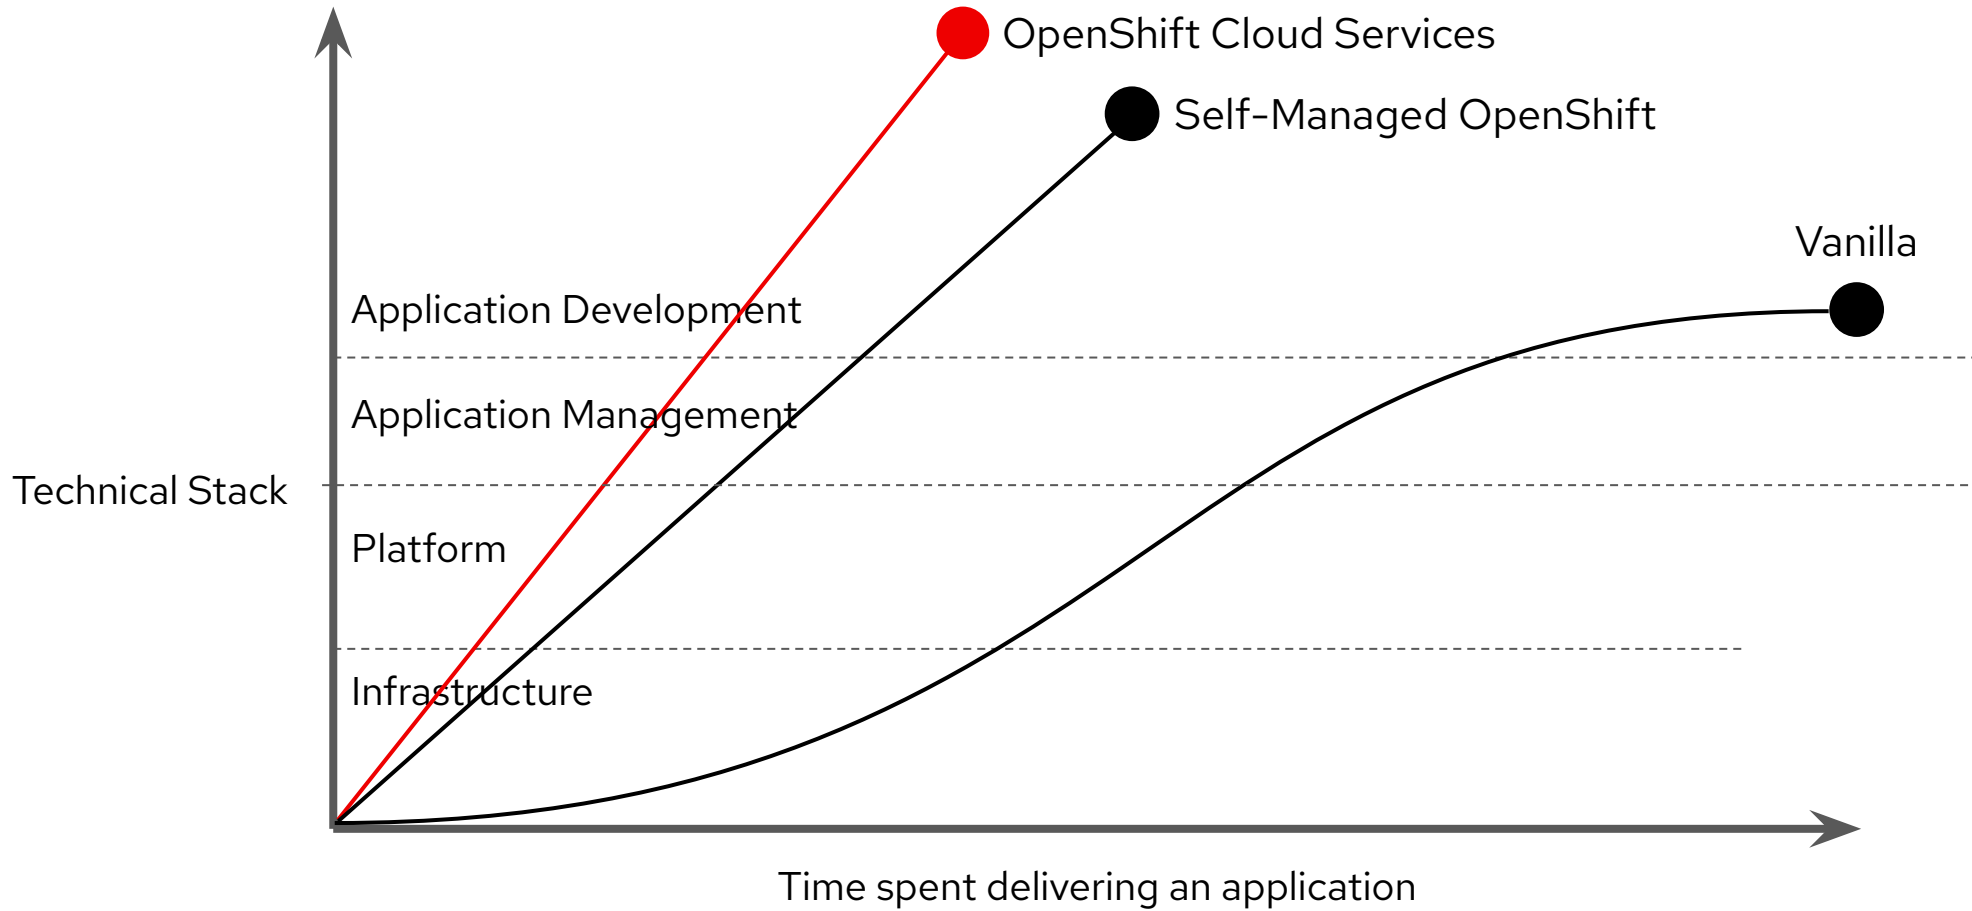 OpenShift Cloud Services
Self-Managed OpenShift
Vanilla
Application Development
Application Management
Technical Stack
Platform
Infrastructure
Time spent delivering an application